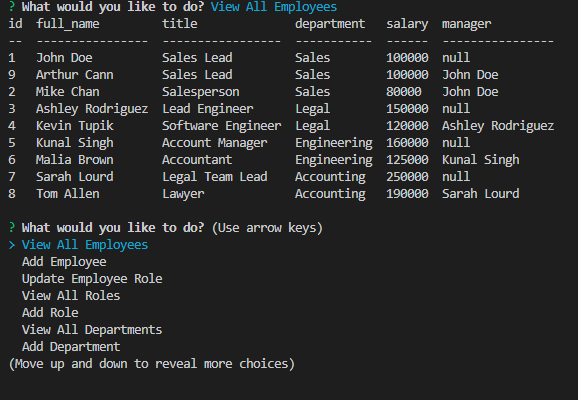 ? What would you like to do? View All Employees
id  full_name         title              department   salary  manager
--  ----------------  -----------------  -----------  ------  ----------------
1   John Doe          Sales Lead         Sales        100000  null
9   Arthur Cann       Sales Lead         Sales        100000  John Doe
2   Mike Chan         Salesperson        Sales        80000   John Doe
3   Ashley Rodriguez  Lead Engineer      Legal        150000  null
4   Kevin Tupik       Software Engineer  Legal        120000  Ashley Rodriguez
5   Kunal Singh       Account Manager    Engineering  160000  null
6   Malia Brown       Accountant         Engineering  125000  Kunal Singh
7   Sarah Lourd       Legal Team Lead    Accounting   250000  null
8   Tom Allen         Lawyer             Accounting   190000  Sarah Lourd
? What would you like to do? (Use arrow keys)
> View All Employees
  Add Employee
  Update Employee Role
  View All Roles
  Add Role
  View All Departments
  Add Department
(Move up and down to reveal more choices)